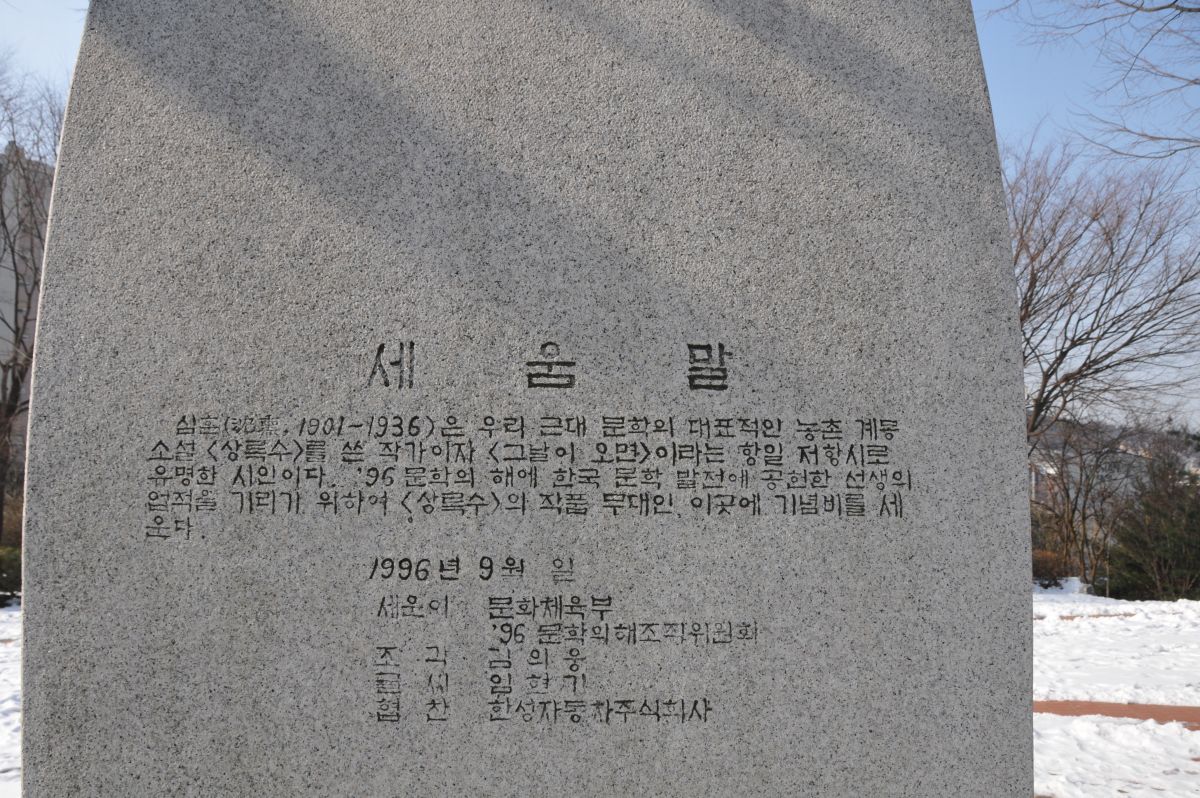 세 움 말
심훈(沈熏. 1901-1936)은 우리 근대 문학의 대표적인 농촌 계몽
소설 <상록수>를 쓴 작가이자 <그날이 오면>이라는 항일 저항시로
유명한 시인이다. '96 문학의 해에 한국 문학 발전에 공헌한 선생의
업적을 기리기 위하여 <상록수>의 작품 무대인 이곳에 기념비를 세
운다.
1996년 9월 일
세운이 문화체육부
'96 문학의해조직위원회
조 각 김의웅
글 씨 임현기
협 찬 한성자동차주식회사